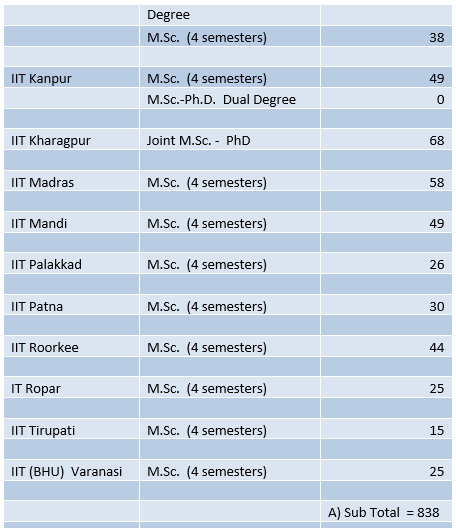 Degree
M.Sc. (4 semesters) 38
IIT Kanpur M.Sc. (4 semesters) 49
M.Sc.-Ph.D. Dual Degree 0
IIT Kharagpur Joint M.Sc. - PhD 68
IIT Madras M.Sc. (4 semesters) 58
IIT Mandi M.Sc. (4 semesters) 49
IIT Palakkad M.Sc. (4 semesters) 26
IIT Patna M.Sc. (4 semesters) 30
IIT Roorkee M.Sc. (4 semesters) 44
IT Ropar M.Sc. (4 semesters) 25
IIT Tirupati M.Sc. (4 semesters) 15
IIT (BHU) Varanasi M.Sc. (4 semesters) 25
A) Sub Total = 838